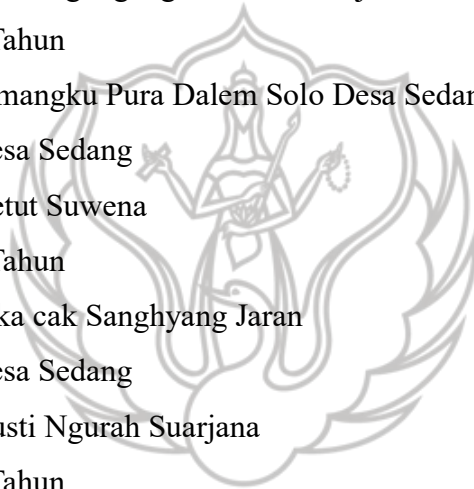 Tahun
mangku Pura Dalem Solo Desa Sedan
esa Sedang
etut Suwena
Tahun
ka cak Sanghyang Jaran
esa Sedang
usti Ngurah Suarjana
Tahun